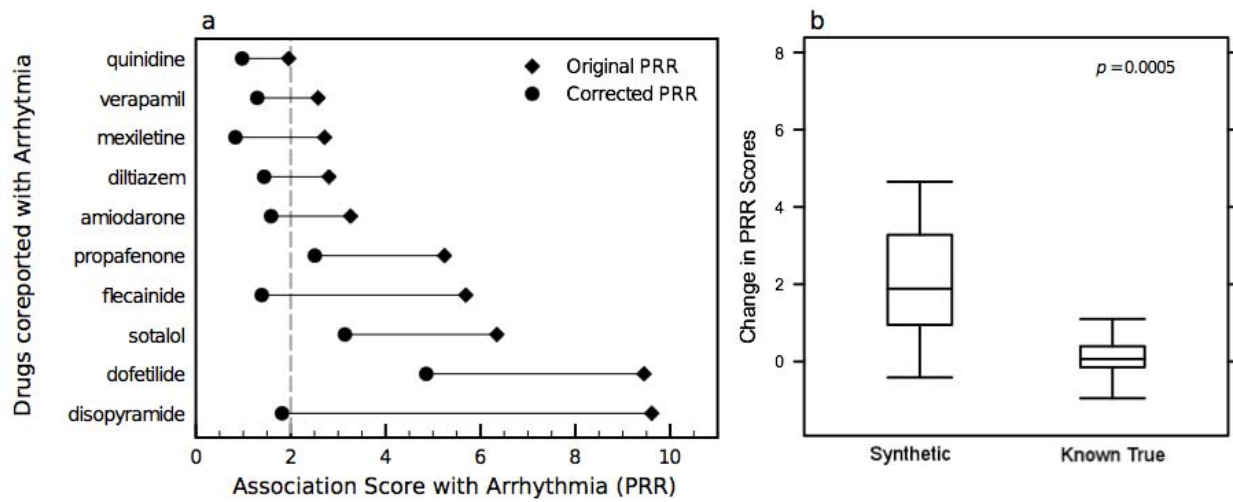 a
Drugs coreported with Arrhytmia
quinidine
verapamil
mexiletine
diltiazem
amiodarone
propafenone
flecainide
sotalol
dofetilide
disopyramide
Original PRR
Corrected PRR
0 2 4 6 8 10
Association Score with Arrhythmia (PRR)
b
Change in PRR Scores
8
6
4
2
0
p=0.0005
Synthetic Known True